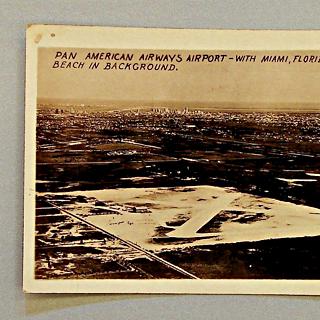 PAN AMERICAN AIRWAYS AIRPORT - WITH MIAMI, FLORI
BEACH IN BACKGROUND.